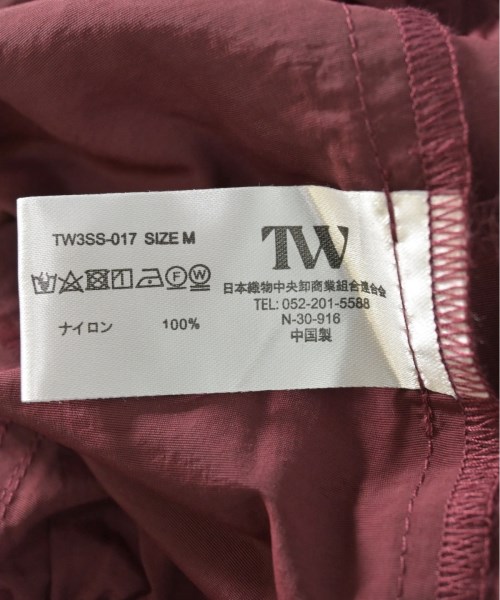 TW3SS-017 SIZE M
F W
ナイロン 100%
TW
日本織物中央卸商業組合連合会
TEL: 052-201-5588
N-30-916
中国製